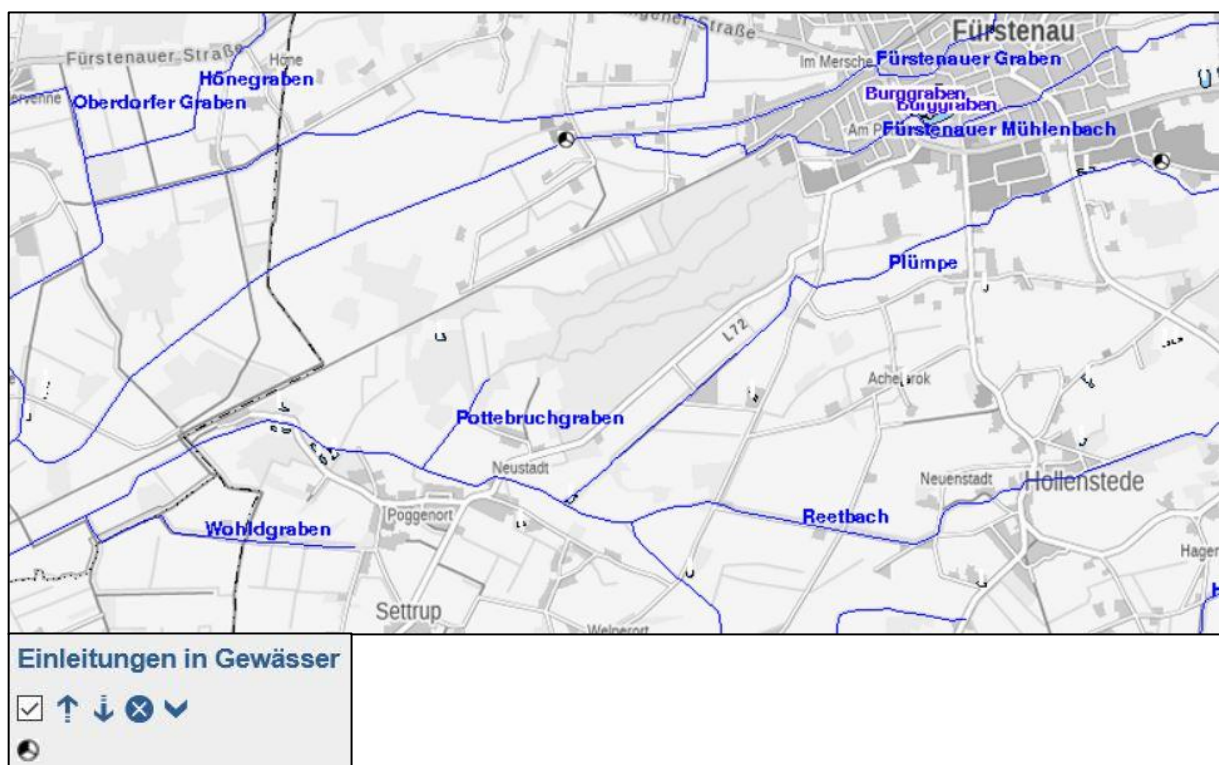 Fürstenau
Fürstenauer Straße
Höne
Im Mersche
Fürstenauer Graben
Hönegraben
Oberdorfer Graben
Burggraben
Burggraben
Fürstenauer Mühlenbach
Plümpe
L72
Pottebruchgraben
Neustadt
Neuenstadt
Hollenstede
Poggenort
Reetbach
Wohldgraben
Settrup
Welperort
Einleitungen in Gewässer